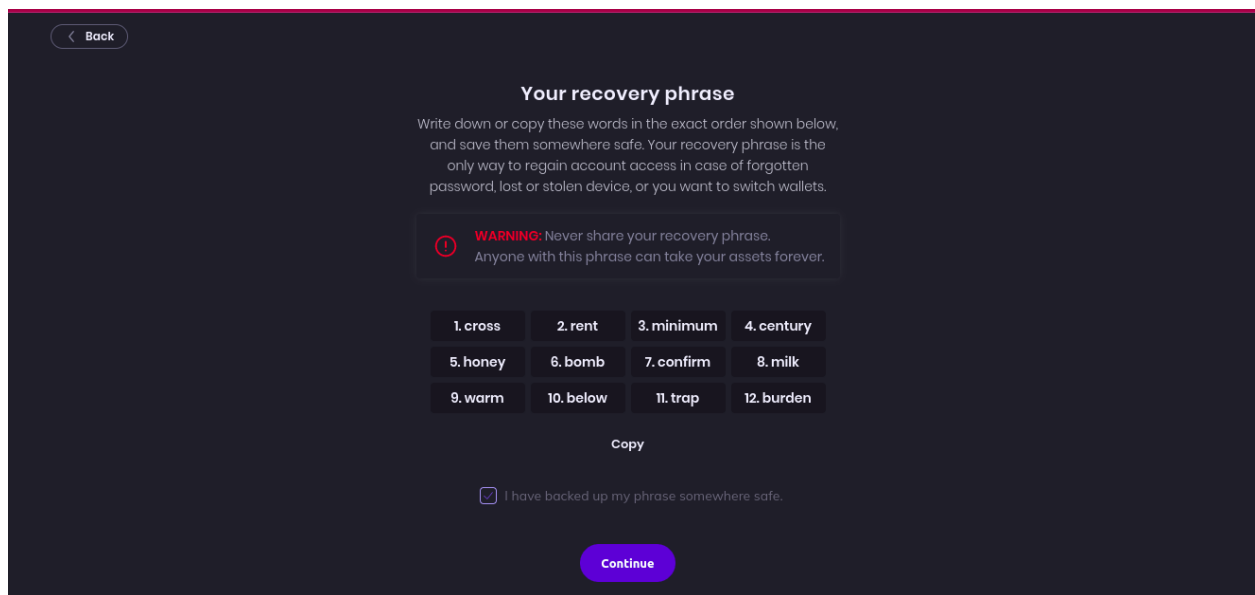 Back
Your recovery phrase
Write down or copy these words in the exact order shown below,
and save them somewhere safe. Your recovery phrase is the
only way to regain account access in case of forgotten
password, lost or stolen device, or you want to switch wallets.
WARNING: Never share your recovery phrase.
Anyone with this phrase can take your assets forever.
1. cross 2. rent 3. minimum 4. century
5. honey 6. bomb 7. confirm 8. milk
9. warm 10. below 11. trap 12. burden
Copy
I have backed up my phrase somewhere safe.
Continue